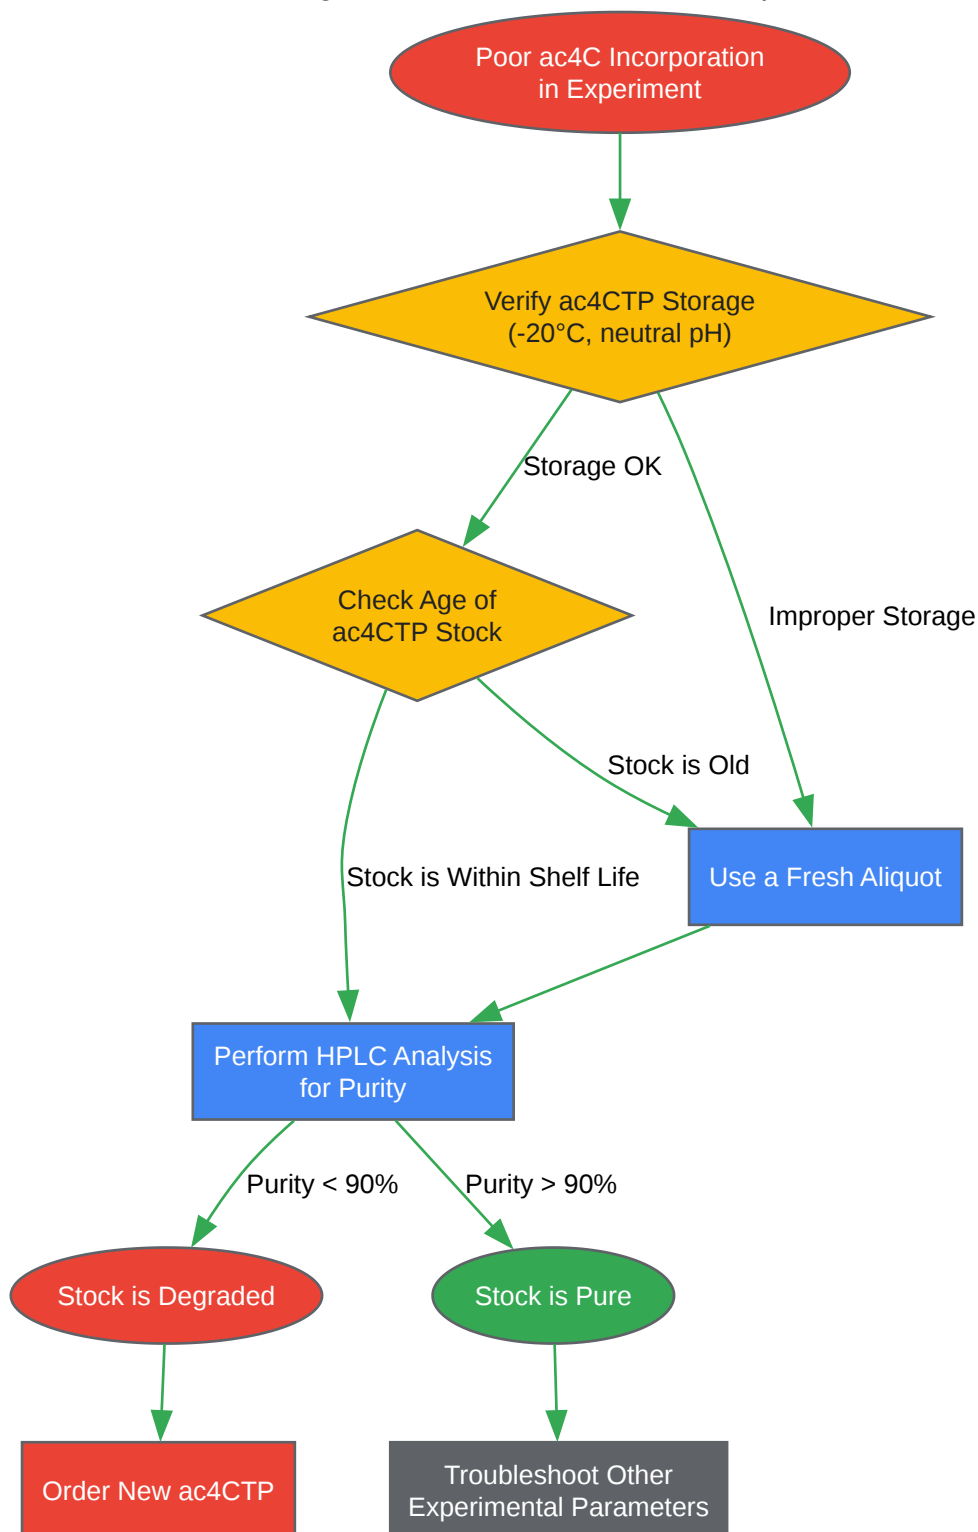 Poor ac4C Incorporation
in Experiment
Verify ac4CTP Storage
(-20°C, neutral pH)
Storage OK
Check Age of
ac4CTP Stock
Improper Storage
Stock is Old
Stock is Within Shelf Life
Use a Fresh Aliquot
Perform HPLC Analysis
for Purity
Purity < 90%
Purity > 90%
Stock is Degraded
Stock is Pure
Order New ac4CTP
Troubleshoot Other
Experimental Parameters